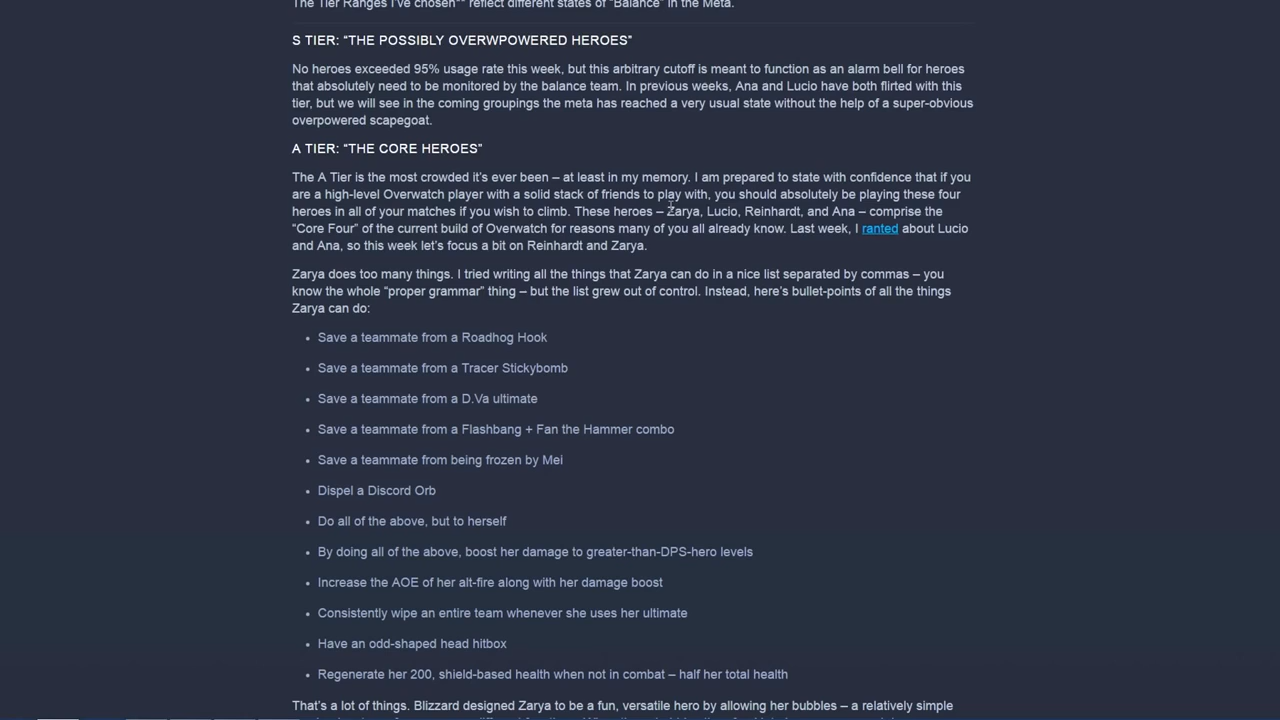 The Tier Ranges I've chosen** reflect different states of "Balance" in the Meta.
S TIER: “THE POSSIBLY OVERWPOWERED HEROES”
No heroes exceeded 95% usage rate this week, but this arbitrary cutoff is meant to function as an alarm bell for heroes
that absolutely need to be monitored by the balance team. In previous weeks, Ana and Lucio have both flirted with this
tier, but we will see in the coming groupings the meta has reached a very usual state without the help of a super-obvious
overpowered scapegoat.
A TIER: “THE CORE HEROES”
The A Tier is the most crowded it’s ever been – at least in my memory. I am prepared to state with confidence that if you
are a high-level Overwatch player with a solid stack of friends to play with, you should absolutely be playing these four
heroes in all of your matches if you wish to climb. These heroes – Zarya, Lucio, Reinhardt, and Ana – comprise the
“Core Four” of the current build of Overwatch for reasons many of you all already know. Last week, I ranted about Lucio
and Ana, so this week let’s focus a bit on Reinhardt and Zarya.
Zarya does too many things. I tried writing all the things that Zarya can do in a nice list separated by commas – you
know the whole “proper grammar” thing – but the list grew out of control. Instead, here’s bullet-points of all the things
Zarya can do:
• Save a teammate from a Roadhog Hook
• Save a teammate from a Tracer Stickybomb
• Save a teammate from a D.Va ultimate
• Save a teammate from a Flashbang + Fan the Hammer combo
• Save a teammate from being frozen by Mei
• Dispel a Discord Orb
• Do all of the above, but to herself
• By doing all of the above, boost her damage to greater-than-DPS-hero levels
• Increase the AOE of her alt-fire along with her damage boost
• Consistently wipe an entire team whenever she uses her ultimate
• Have an odd-shaped head hitbox
• Regenerate her 200, shield-based health when not in combat – half her total health
That’s a lot of things. Blizzard designed Zarya to be a fun, versatile hero by allowing her bubbles – a relatively simple